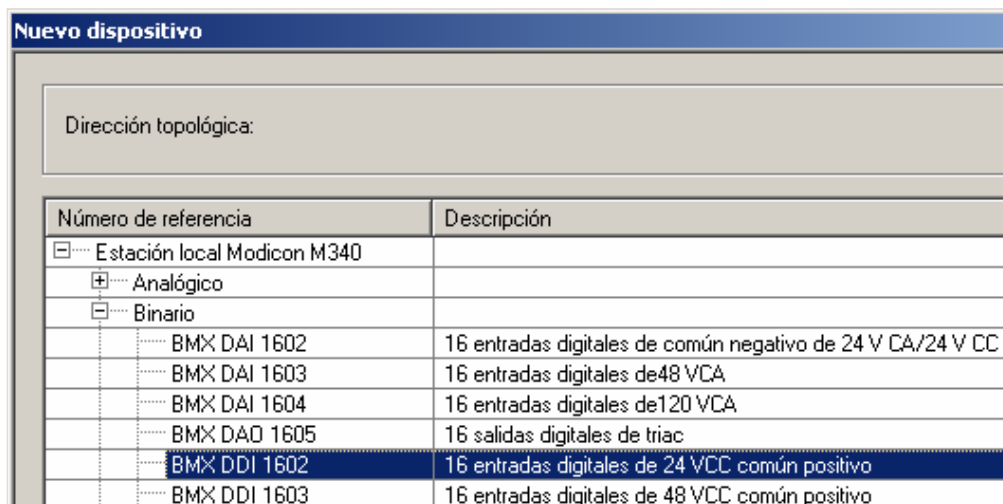 Nuevo dispositivo
Dirección topológica:
Número de referencia Descripción
Estación local Modicon M340
Analógico
Binario
BMX DAI 1602 16 entradas digitales de común negativo de 24 V CA/24 V CC
BMX DAI 1603 16 entradas digitales de48 VCA
BMX DAI 1604 16 entradas digitales de120 VCA
BMX DAO 1605 16 salidas digitales de triac
BMX DDI 1602 16 entradas digitales de 24 VCC común positivo
BMX DDI 1603 16 entradas digitales de 48 VCC común positivo